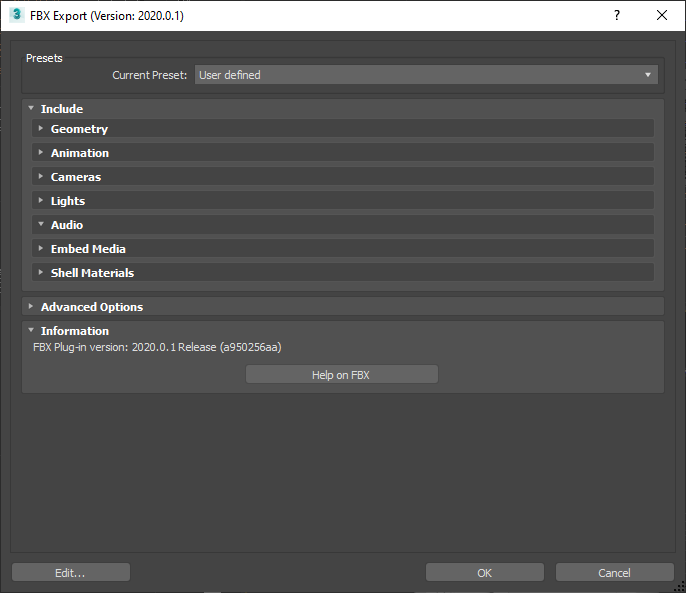 3 FBX Export (Version: 2020.0.1) ?
Presets
Current Preset: User defined
Include
Geometry
Animation
Cameras
Lights
Audio
Embed Media
Shell Materials
Advanced Options
Information
FBX Plug-in version: 2020.0.1 Release (a950256aa)
Help on FBX
Edit... OK Cancel